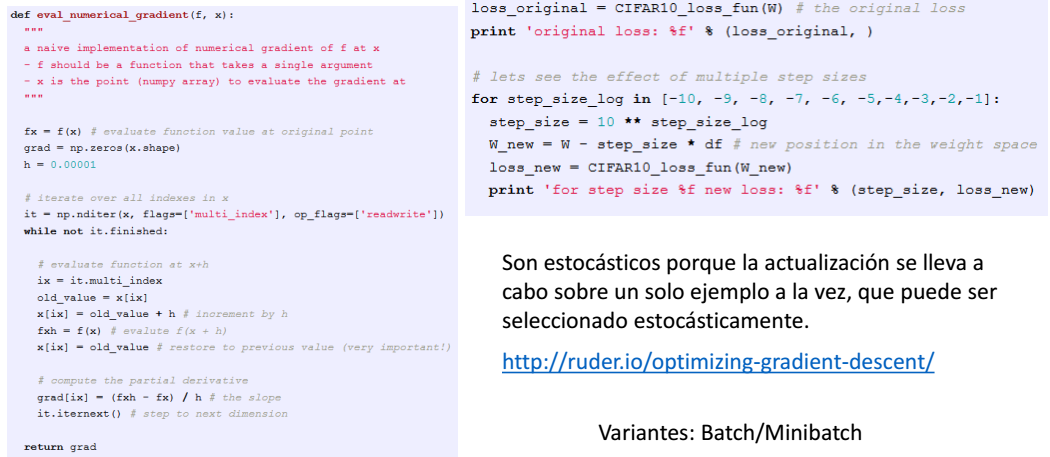 def eval_numerical_gradient(f, x):
"""
a naive implementation of numerical gradient of f at x
- f should be a function that takes a single argument
- x is the point (numpy array) to evaluate the gradient at
"""
fx = f(x) # evaluate function value at original point
grad = np.zeros(x.shape)
h = 0.00001
# iterate over all indexes in x
it = np.nditer(x, flags=['multi_index'], op_flags=['readwrite'])
while not it.finished:
# evaluate function at x+h
ix = it.multi_index
old_value = x[ix]
x[ix] = old_value + h # increment by h
fxh = f(x) # evalute f(x + h)
x[ix] = old_value # restore to previous value (very important!)
# compute the partial derivative
grad[ix] = (fxh - fx) / h # the slope
it.iternext() # step to next dimension
return grad
loss_original = CIFAR10_loss_fun(W) # the original loss
print 'original loss: %f' % (loss_original, )
# lets see the effect of multiple step sizes
for step_size_log in [-10, -9, -8, -7, -6, -5,-4,-3,-2,-1]:
step_size = 10 ** step_size_log
W_new = W - step_size * df # new position in the weight space
loss_new = CIFAR10_loss_fun(W_new)
print 'for step size %f new loss: %f' % (step_size, loss_new)
Son estocásticos porque la actualización se lleva a
cabo sobre un solo ejemplo a la vez, que puede ser
seleccionado estocásticamente.
http://ruder.io/optimizing-gradient-descent/
Variantes: Batch/Minibatch